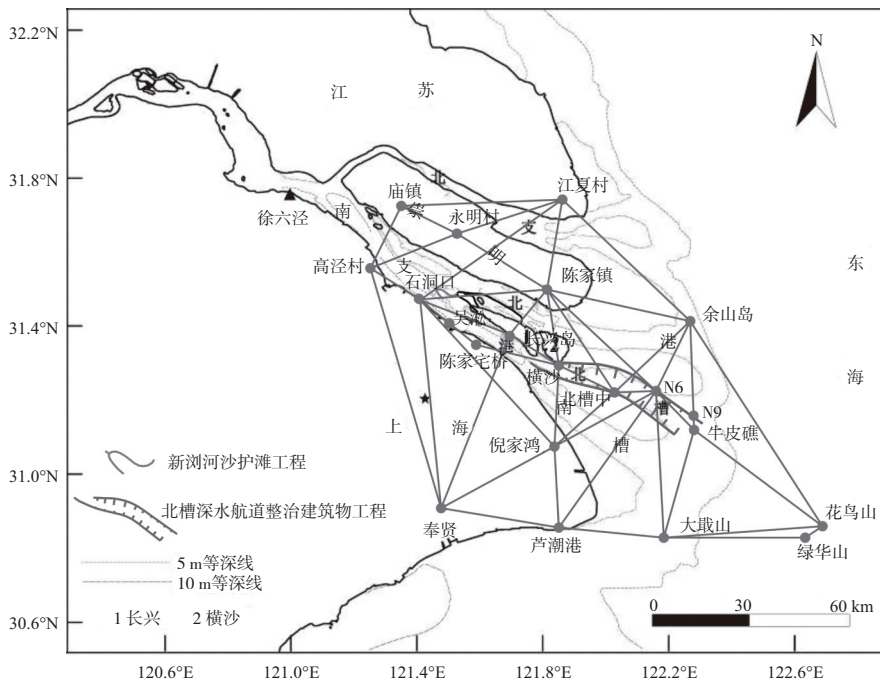 32.2°N
N
江 苏
31.8°N
北
江夏村
庙镇
崇
徐六泾
南
永明村
支
明
高泾村
支
石洞口
陈家镇
东
北
余山岛
31.4°N
吴淞
1
长兴岛
2
港
港
陈家宅桥
海
横沙
北
N6
北槽中
南
槽
N9
上
海
倪家鸿
槽
牛皮礁
新浏河沙护滩工程
31.0°N
北槽深水航道整治建筑物工程
奉贤
芦潮港
大戢山
花鸟山
绿华山
5 m等深线
10 m等深线
1 长兴 2 横沙
0 30 60 km
30.6°N
120.6°E 121.0°E 121.4°E 121.8°E 122.2°E 122.6°E